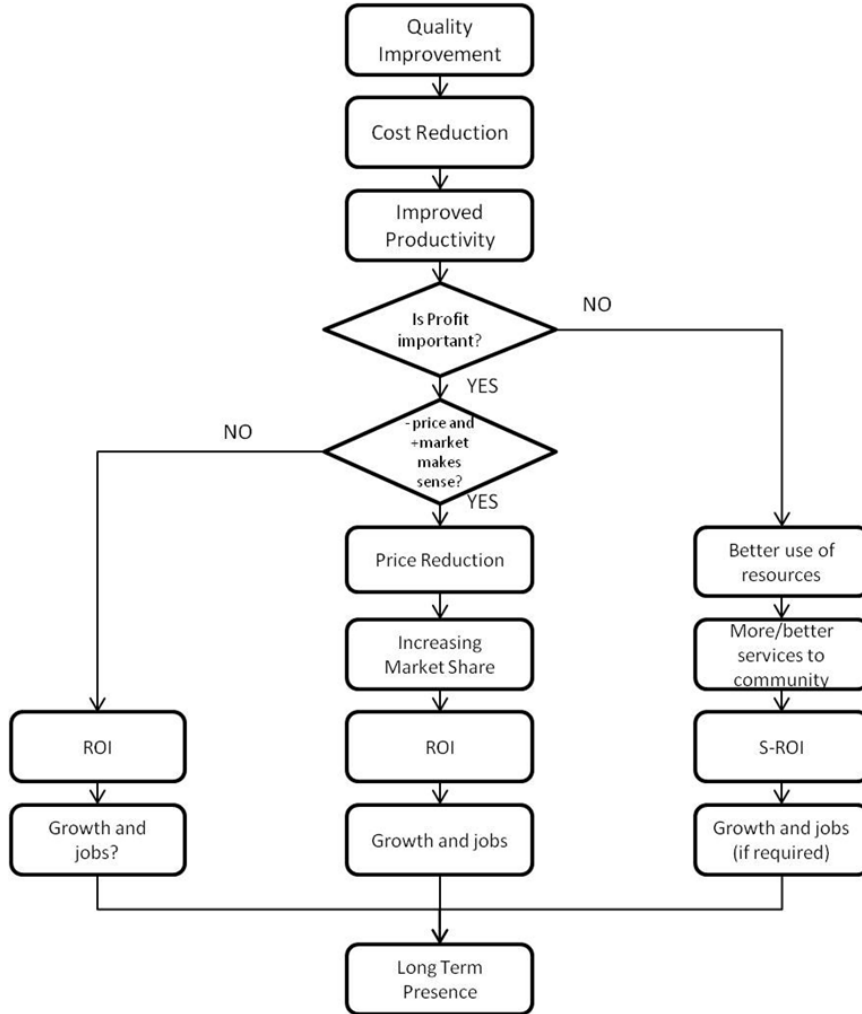 Quality
Improvement
Cost Reduction
Improved
Productivity
Is Profit
important?
NO
YES
- price and
+market
makes
sense?
NO
YES
Price Reduction
Better use of
resources
Increasing
Market Share
More/better
services to
community
ROI
ROI
S-ROI
Growth and
jobs?
Growth and jobs
Growth and jobs
(if required)
Long Term
Presence